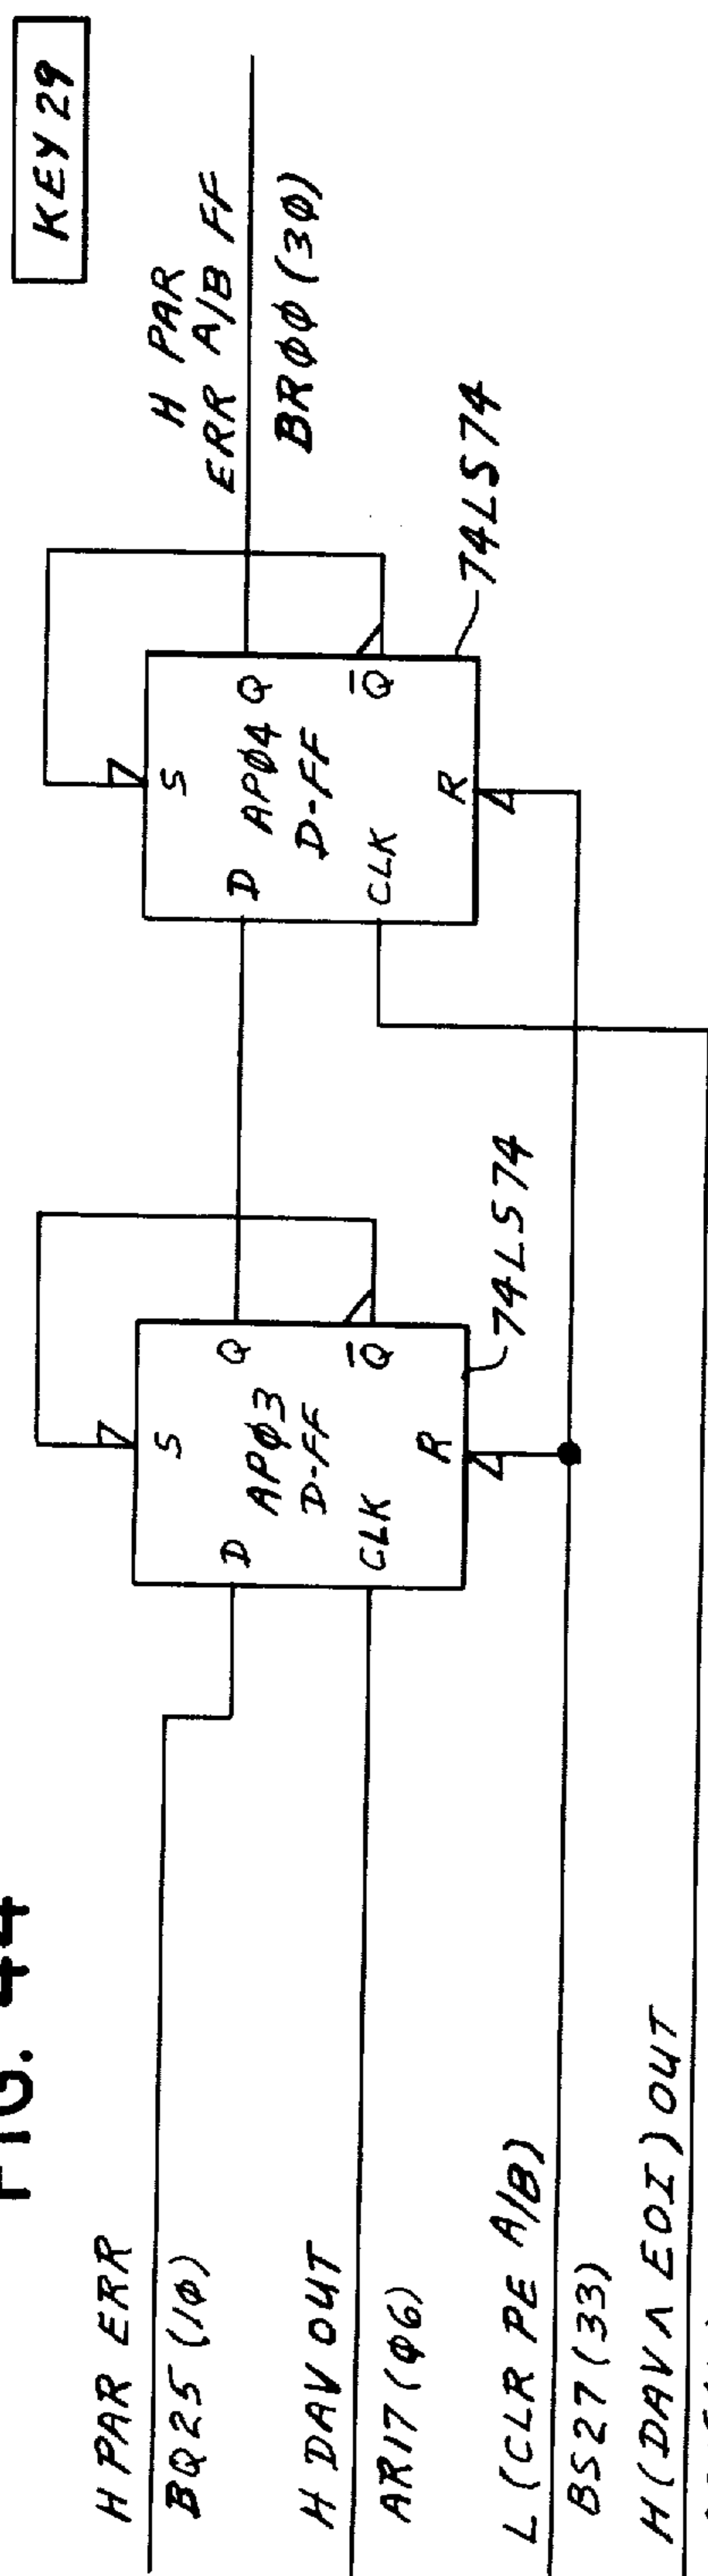 FIG. 44
KEY 29
H PAR ERR
BQ25 (1φ)
H DAV OUT
AR17 (φ6)
L (CLR PE A/B)
BS27 (33)
H (DAV Λ EOI) OUT
S
D
Q
APφ3
D-FF
CLK
Q̅
R
74LS74
S
D
Q
APφ4
D-FF
CLK
Q̅
R
74LS74
H PAR
ERR A/B FF
BRφφ (3φ)